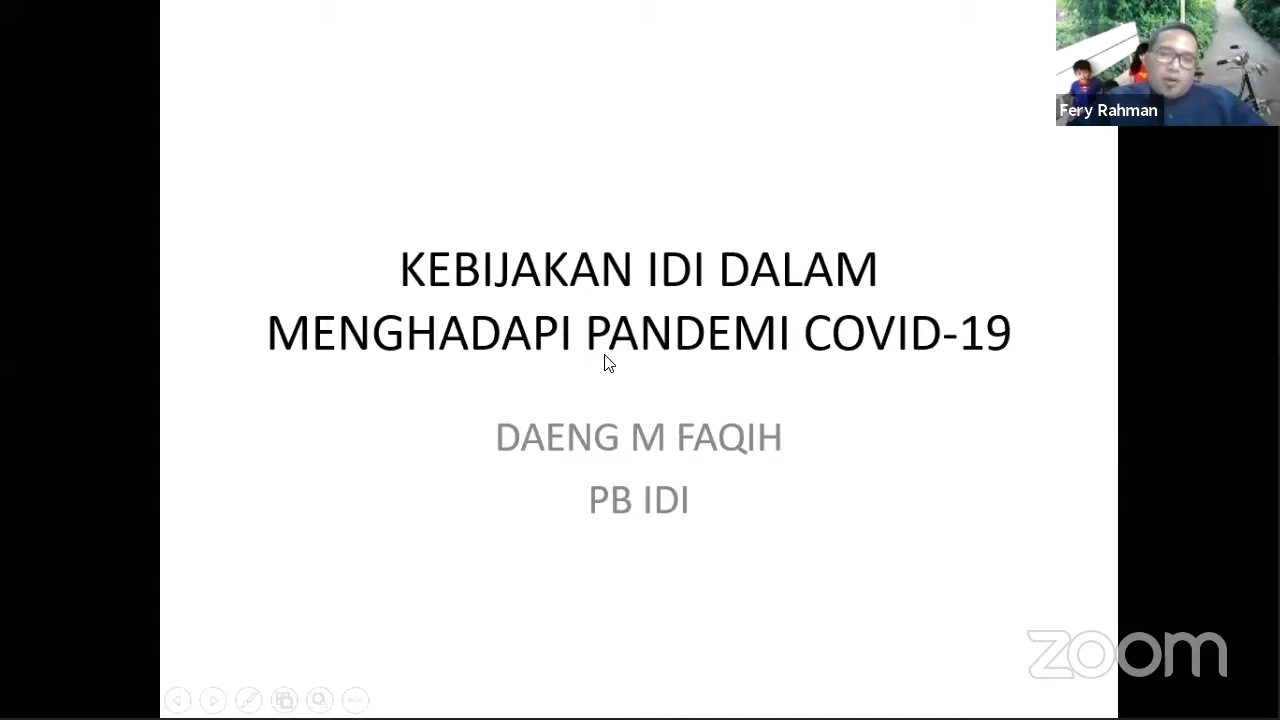 Fery Rahman
KEBIJAKAN IDI DALAM
MENGHADAPI PANDEMI COVID-19
DAENG M FAQIH
PB IDI
zoom